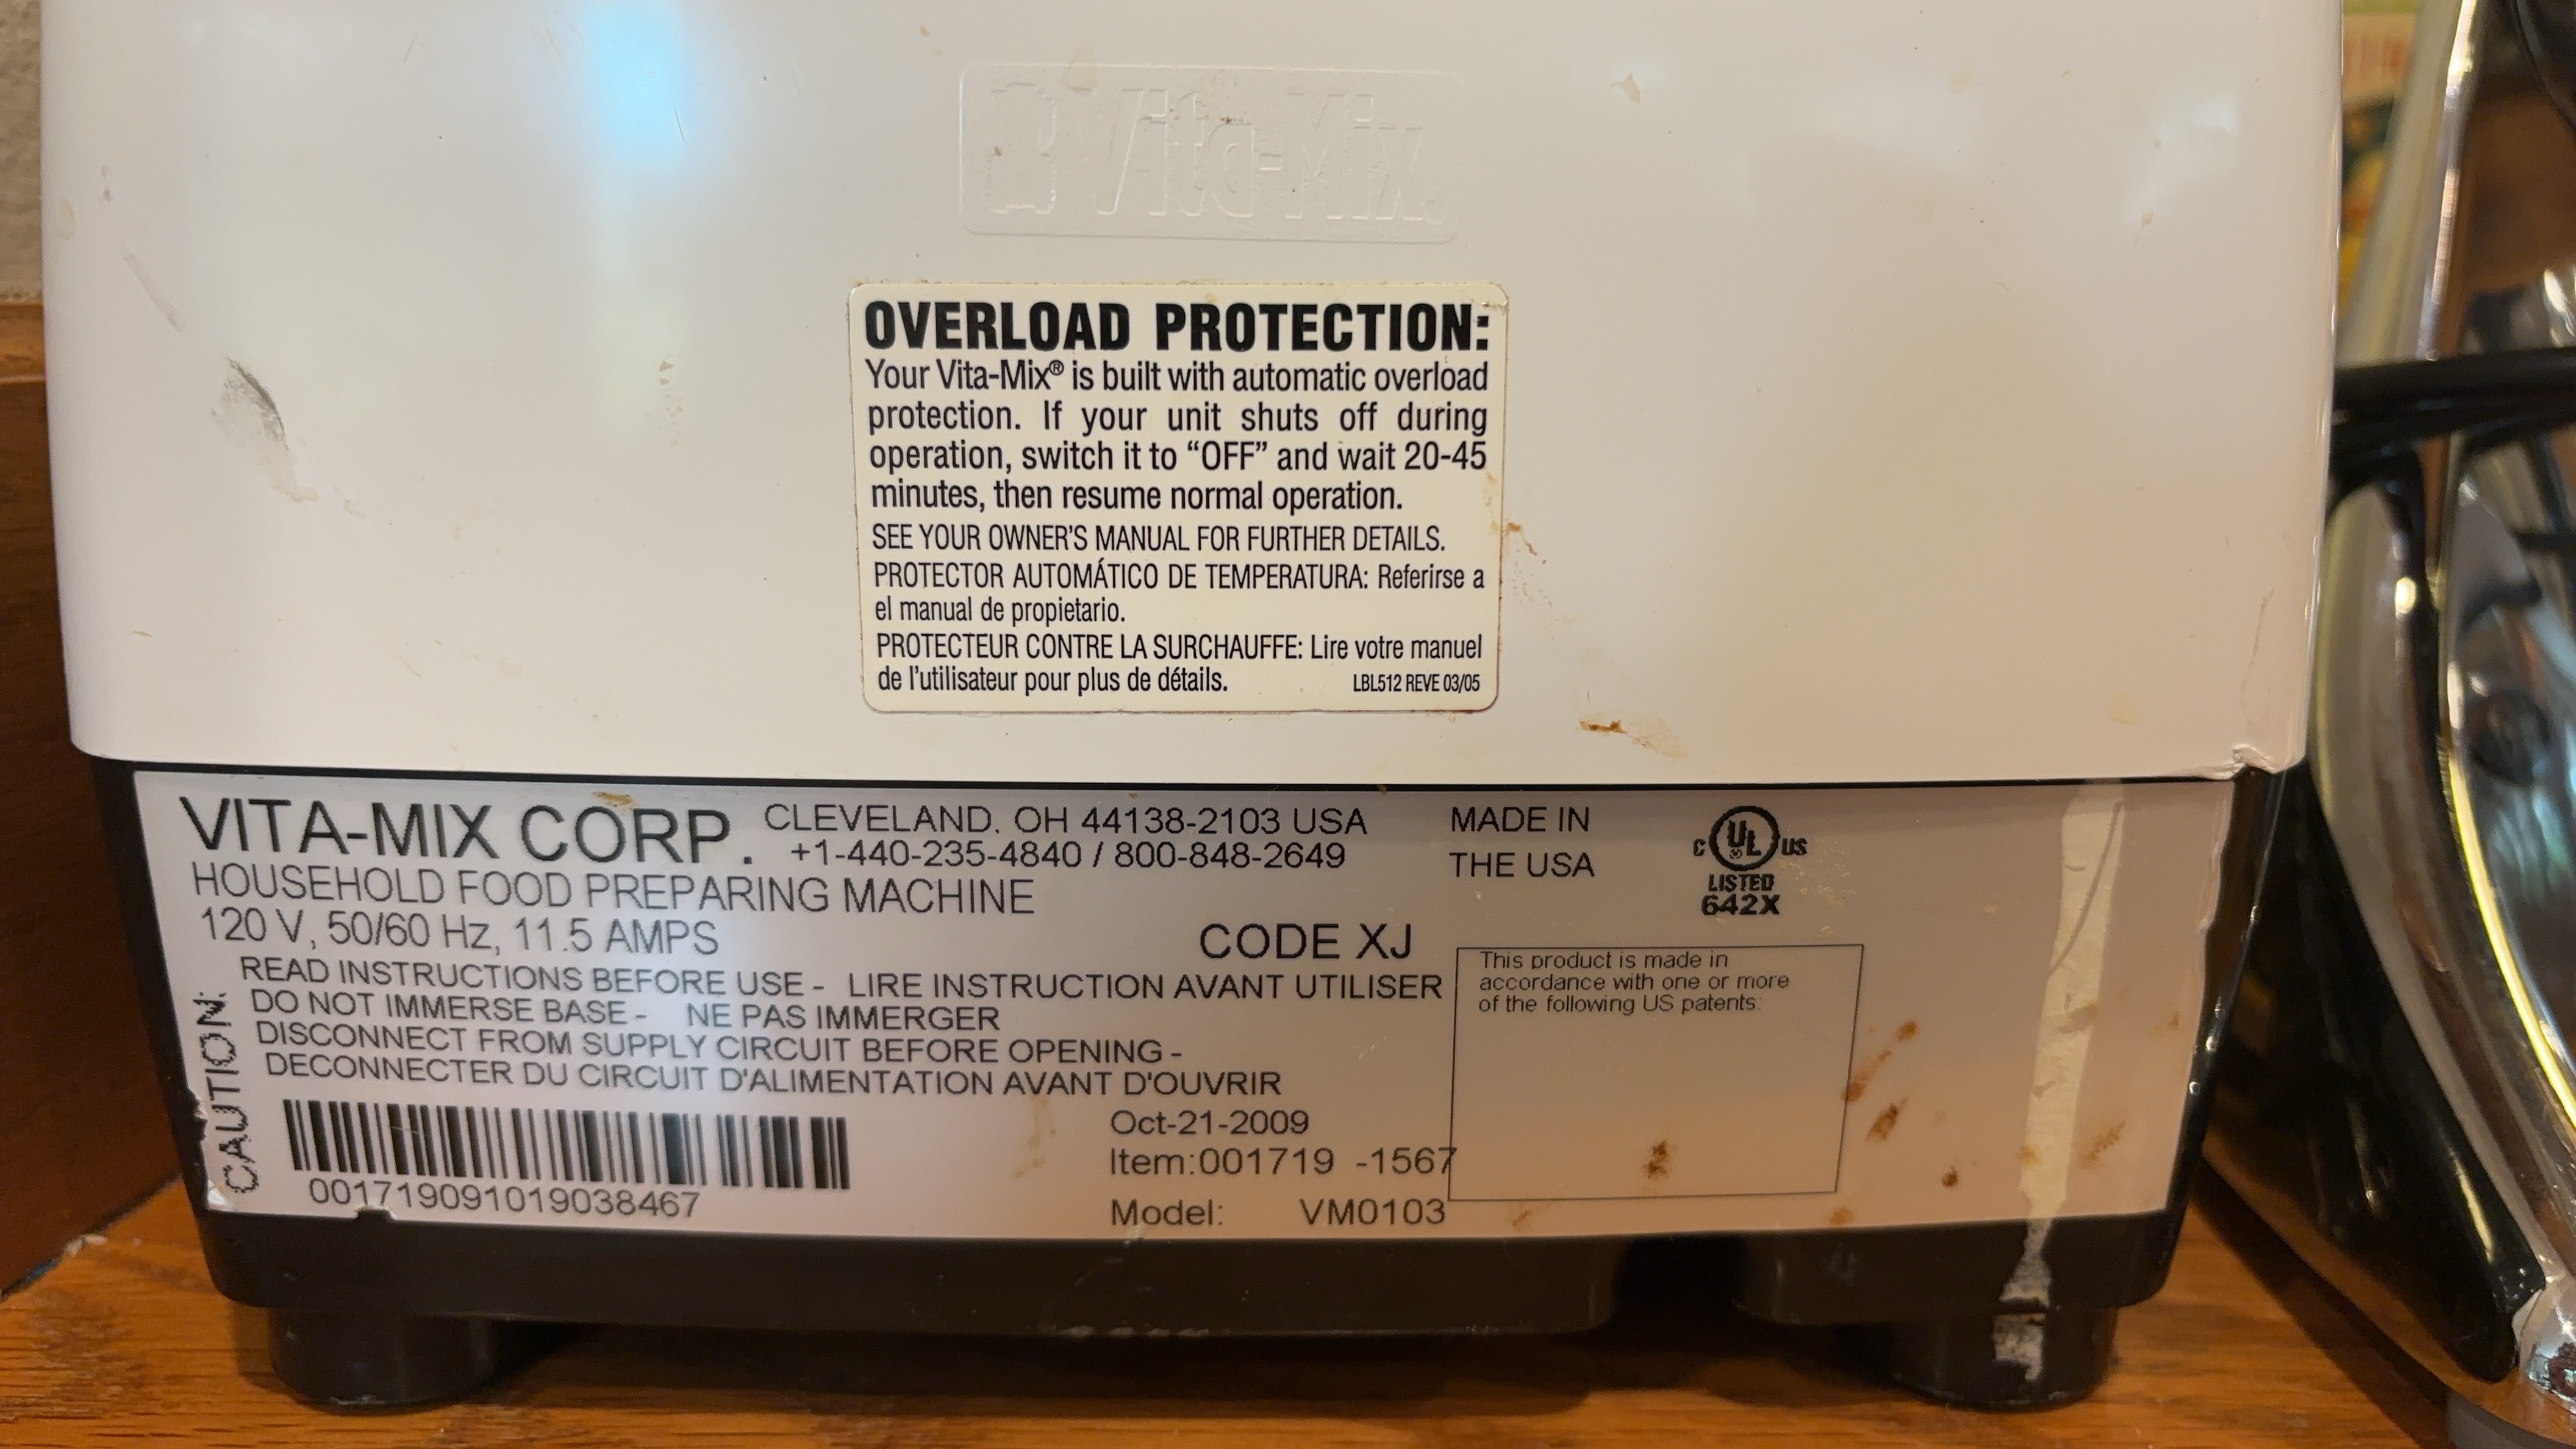 Vita-Mix
OVERLOAD PROTECTION:
Your Vita-Mix® is built with automatic overload
protection. If your unit shuts off during
operation, switch it to “OFF” and wait 20-45
minutes, then resume normal operation.
SEE YOUR OWNER'S MANUAL FOR FURTHER DETAILS.
PROTECTOR AUTOMÁTICO DE TEMPERATURA: Referirse a
el manual de propietario.
PROTECTEUR CONTRE LA SURCHAUFFE: Lire votre manuel
de l'utilisateur pour plus de détails.
LBL512 REVE 03/05
VITA-MIX CORP.
CLEVELAND, OH 44138-2103 USA
+1-440-235-4840 / 800-848-2649
MADE IN
THE USA
C UL US
LISTED
642X
HOUSEHOLD FOOD PREPARING MACHINE
120 V, 50/60 Hz, 11.5 AMPS
CODE XJ
CAUTION:
READ INSTRUCTIONS BEFORE USE - LIRE INSTRUCTION AVANT UTILISER
DO NOT IMMERSE BASE - NE PAS IMMERGER
DISCONNECT FROM SUPPLY CIRCUIT BEFORE OPENING -
DECONNECTER DU CIRCUIT D'ALIMENTATION AVANT D'OUVRIR
This product is made in
accordance with one or more
of the following US patents:
001719091019038467
Oct-21-2009
Item:001719 -1567
Model: VM0103